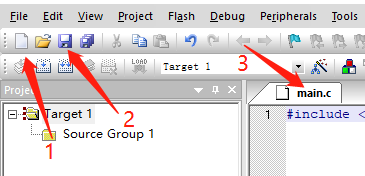 File Edit View Project Flash Debug Peripherals Tools
3
LOAD Target 1
2
Proje
main.c
Target 1
1 #include <
Source Group 1
1